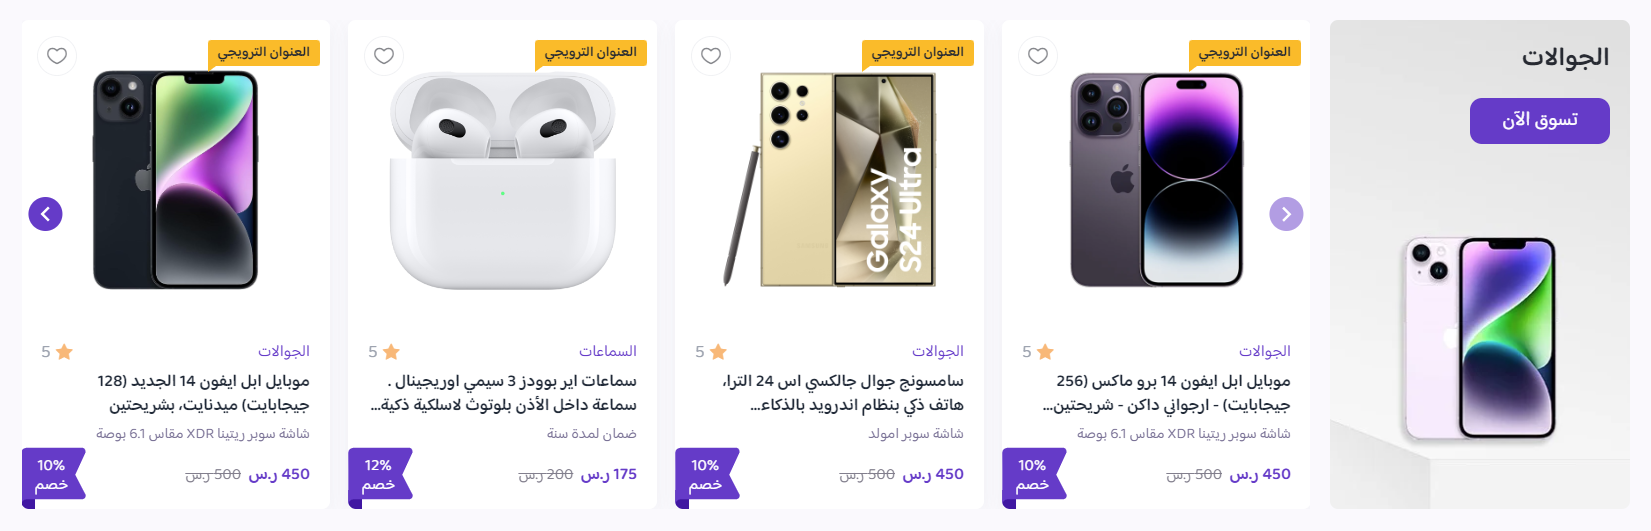 الجوالات
تسوق الآن
العنوان الترويجي
الجوالات
5
موبايل ابل ايفون 14 برو ماكس (256
جيجابايت) - ارجواني داكن - شريحتين...
شاشة سوبر ريتينا XDR مقاس 6.1 بوصة
450 ر.س 500 ر.س
10%
خصم
العنوان الترويجي
Galaxy
S24 Ultra
الجوالات
5
سامسونج جوال جالكسي اس 24 الترا،
هاتف ذكي بنظام اندرويد بالذكاء...
شاشة سوبر امولد
450 ر.س 500 ر.س
10%
خصم
العنوان الترويجي
السماعات
5
سماعات اير بوودز 3 سيمي اوريجينال .
سماعة داخل الأذن بلوتوث لاسلكية ذكية...
ضمان لمدة سنة
175 ر.س 200 ر.س
12%
خصم
العنوان الترويجي
الجوالات
5
موبايل ابل ايفون 14 الجديد (128
جيجابايت) ميدنايت، بشريحتين
شاشة سوبر ريتينا XDR مقاس 6.1 بوصة
450 ر.س 500 ر.س
10%
خصم